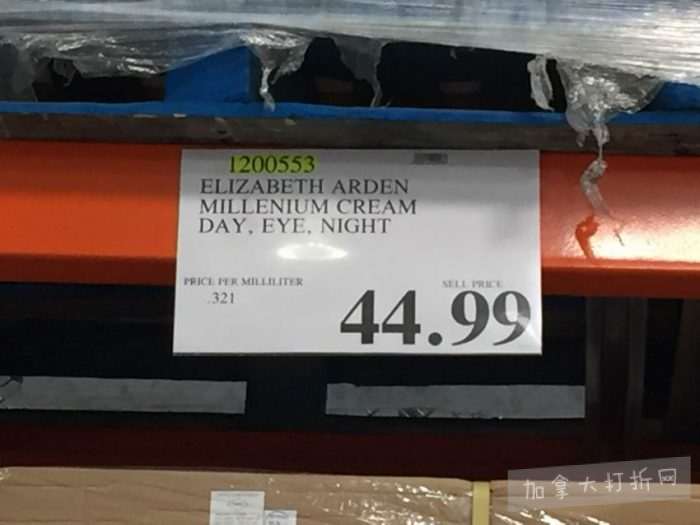 1200553
ELIZABETH ARDEN
MILLENIUM CREAM
DAY, EYE, NIGHT
PRICE PER MILLILITER
.321
SELL PRICE
44.99
加拿大打折网